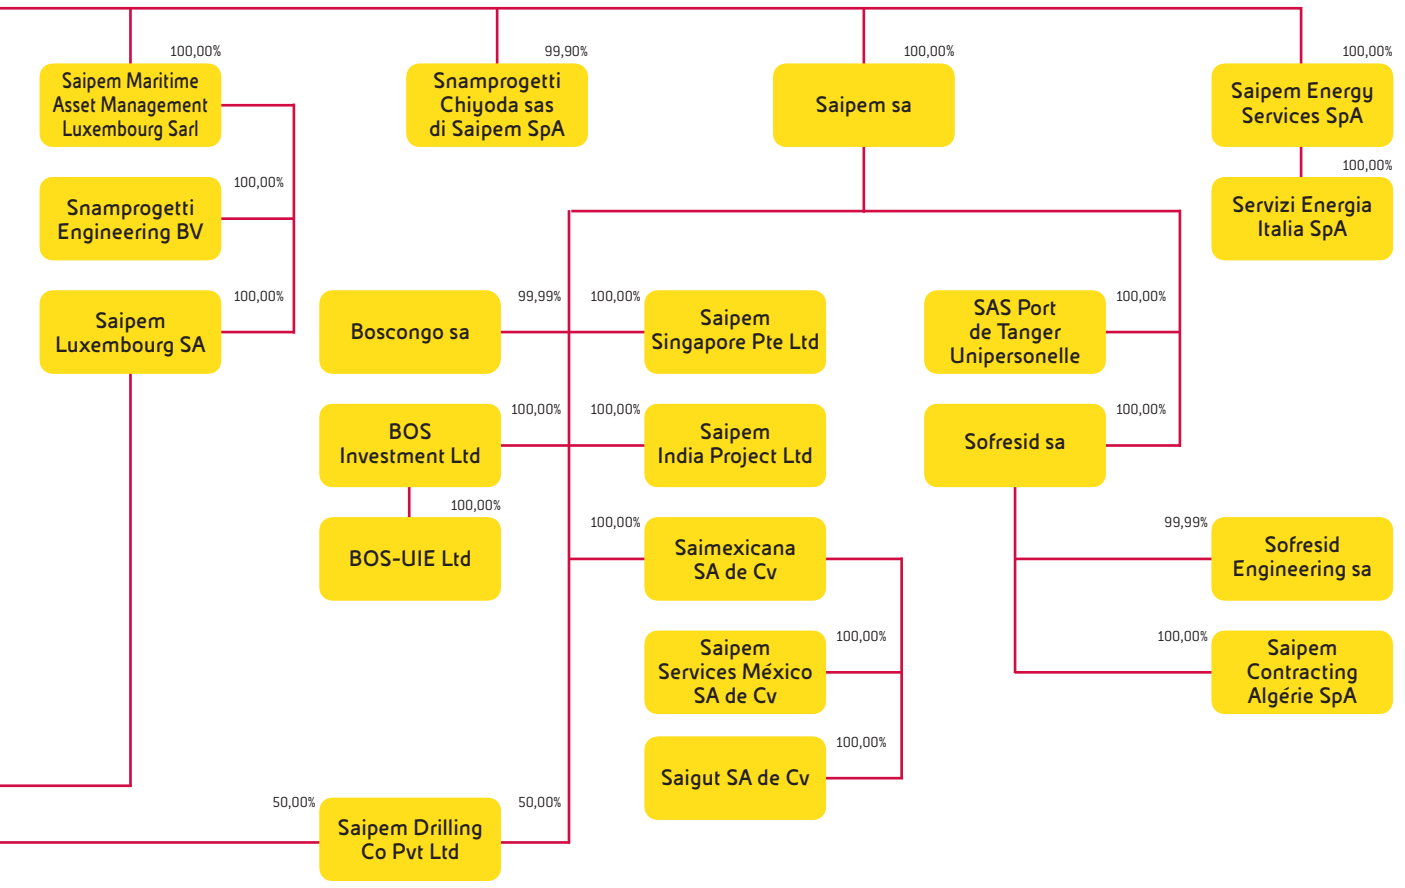 100,00%
Saipem Maritime
Asset Management
Luxembourg Sarl
99,90%
Snamprogetti
Chiyoda sas
di Saipem SpA
100,00%
Saipem sa
100,00%
Saipem Energy
Services SpA
100,00%
Snamprogetti
Engineering BV
100,00%
Servizi Energia
Italia SpA
100,00%
Saipem
Luxembourg SA
99,99%
Boscongo sa
100,00%
Saipem
Singapore Pte Ltd
100,00%
SAS Port
de Tanger
Unipersonelle
100,00%
BOS
Investment Ltd
100,00%
Saipem
India Project Ltd
100,00%
Sofresid sa
100,00%
BOS-UIE Ltd
100,00%
Saimexicana
SA de Cv
99,99%
Sofresid
Engineering sa
100,00%
Saipem
Services México
SA de Cv
100,00%
Saipem
Contracting
Algérie SpA
100,00%
Saigut SA de Cv
50,00%
50,00%
Saipem Drilling
Co Pvt Ltd